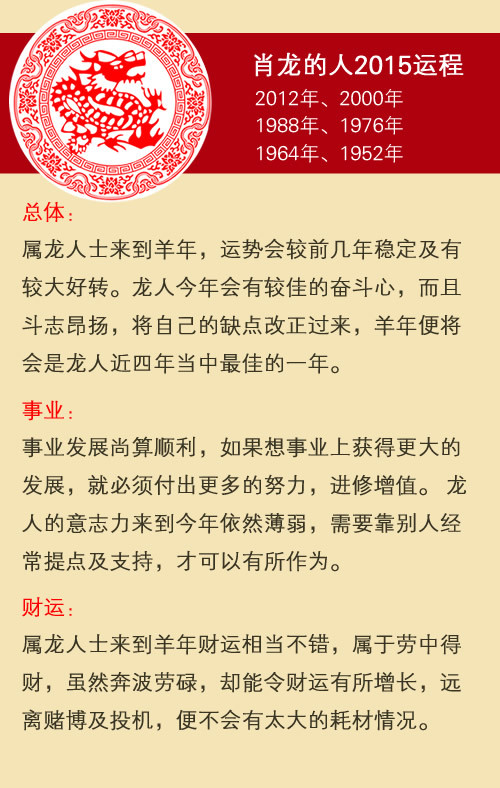 肖龙的人2015运程
2012年、2000年
1988年、1976年
1964年、1952年
总体：
属龙人士来到羊年，运势会较前几年稳定及有
较大好转。龙人今年会有较佳的奋斗心，而且
斗志昂扬，将自己的缺点改正过来，羊年便将
会是龙人近四年当中最佳的一年。
事业：
事业发展尚算顺利，如果想事业上获得更大的
发展，就必须付出更多的努力，进修增值。 龙
人的意志力来到今年依然薄弱，需要靠别人经
常提点及支持，才可以有所作为。
财运：
属龙人士来到羊年财运相当不错，属于劳中得
财，虽然奔波劳碌，却能令财运有所增长，远
离赌博及投机，便不会有太大的耗材情况。